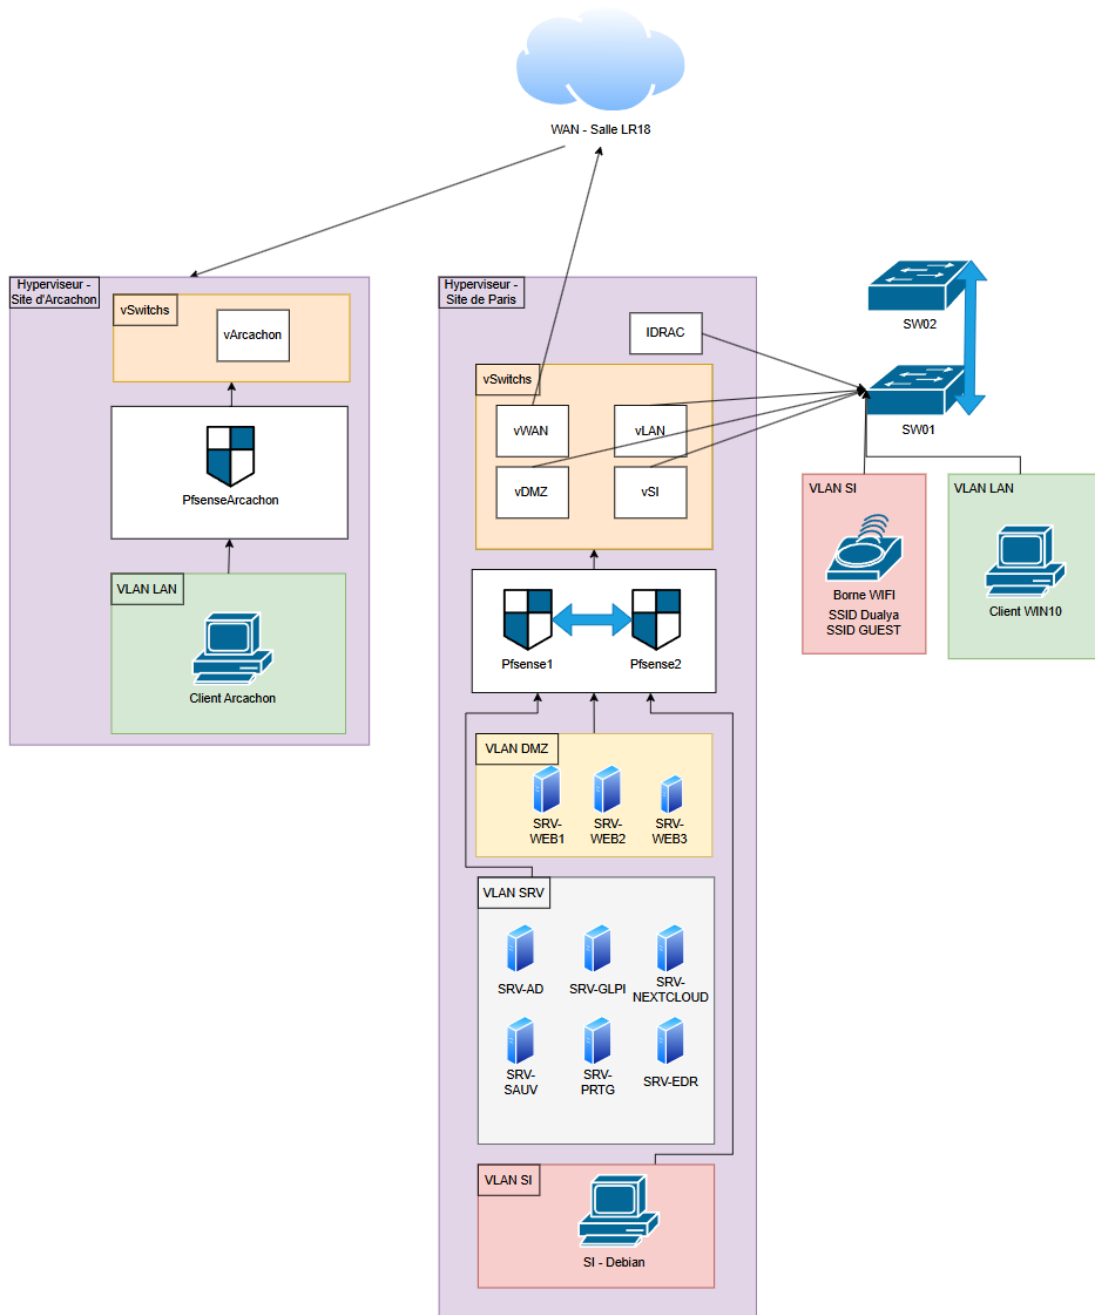 WAN - Salle LR18
Hyperviseur -
Site d'Arcachon
vSwitchs
vArcachon
PfsenseArcachon
VLAN LAN
Client Arcachon
Hyperviseur -
Site de Paris
IDRAC
vSwitchs
vWAN
vLAN
vDMZ
vSI
Pfsense1
Pfsense2
VLAN DMZ
SRV-
WEB1
SRV-
WEB2
SRV-
WEB3
VLAN SRV
SRV-AD
SRV-GLPI
SRV-
NEXTCLOUD
SRV-
SAUV
SRV-
PRTG
SRV-EDR
VLAN SI
SI - Debian
SW02
SW01
VLAN SI
Borne WIFI
SSID Dualya
SSID GUEST
VLAN LAN
Client WIN10